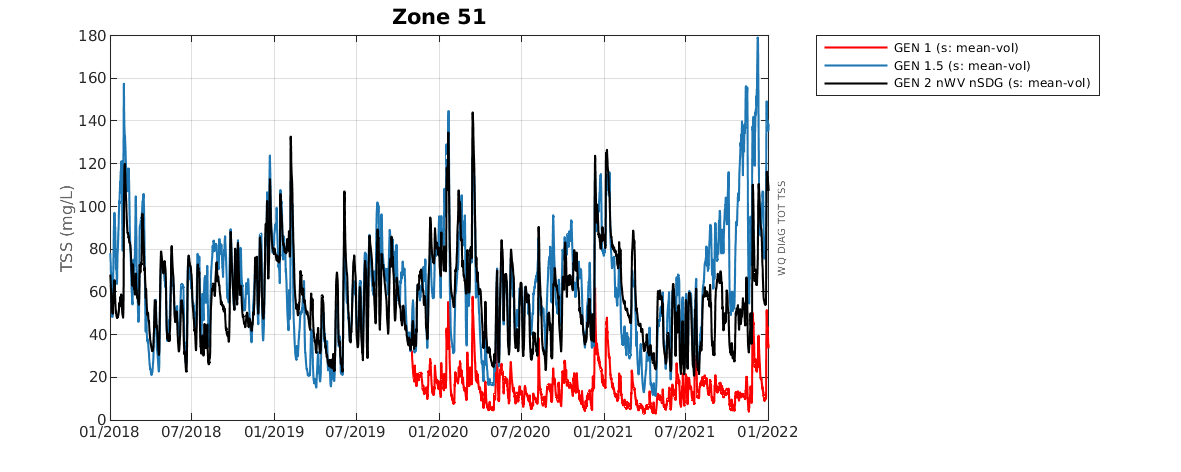 Zone 51
GEN 1 (s: mean-vol)
GEN 1.5 (s: mean-vol)
GEN 2 nWV nSDG (s: mean-vol)
TSS (mg/L)
180
160
140
120
100
80
60
40
20
0
WQ DIAG TOT TSS
01/2018 07/2018 01/2019 07/2019 01/2020 07/2020 01/2021 07/2021 01/2022